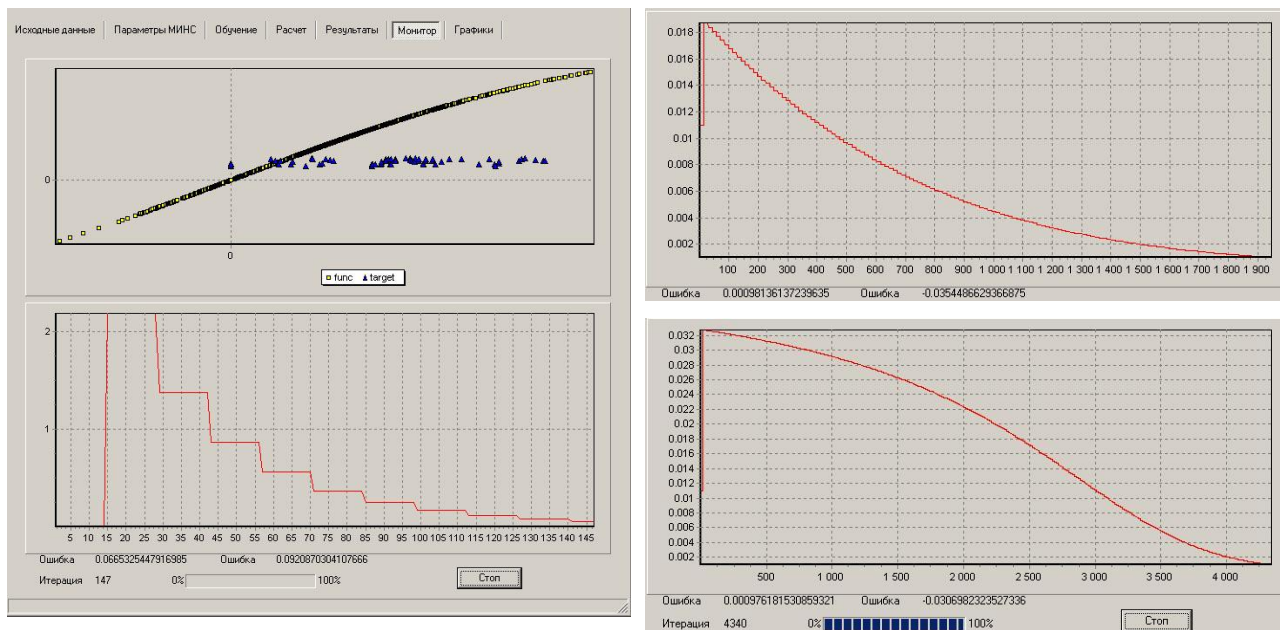 Исходные данные Параметры МИНС Обучение Расчет Результаты Монитор Графики
0
0
func target
2
1
5 10 15 20 25 30 35 40 45 50 55 60 65 70 75 80 85 90 95 100 105 110 115 120 125 130 135 140 145
Ошибка 0.0665325447916985 Ошибка 0.0920870304107666
Итерация 147 0% 100% Стоп
0.018
0.016
0.014
0.012
0.01
0.008
0.006
0.004
0.002
100 200 300 400 500 600 700 800 900 1 000 1 100 1 200 1 300 1 400 1 500 1 600 1 700 1 800 1 900
Ошибка 0.00098136137239635 Ошибка -0.0354486629366875
0.032
0.03
0.028
0.026
0.024
0.022
0.02
0.018
0.016
0.014
0.012
0.01
0.008
0.006
0.004
0.002
500 1 000 1 500 2 000 2 500 3 000 3 500 4 000
Ошибка 0.000976181530859321 Ошибка -0.0306982323527336
Итерация 4340 0% 100% Стоп